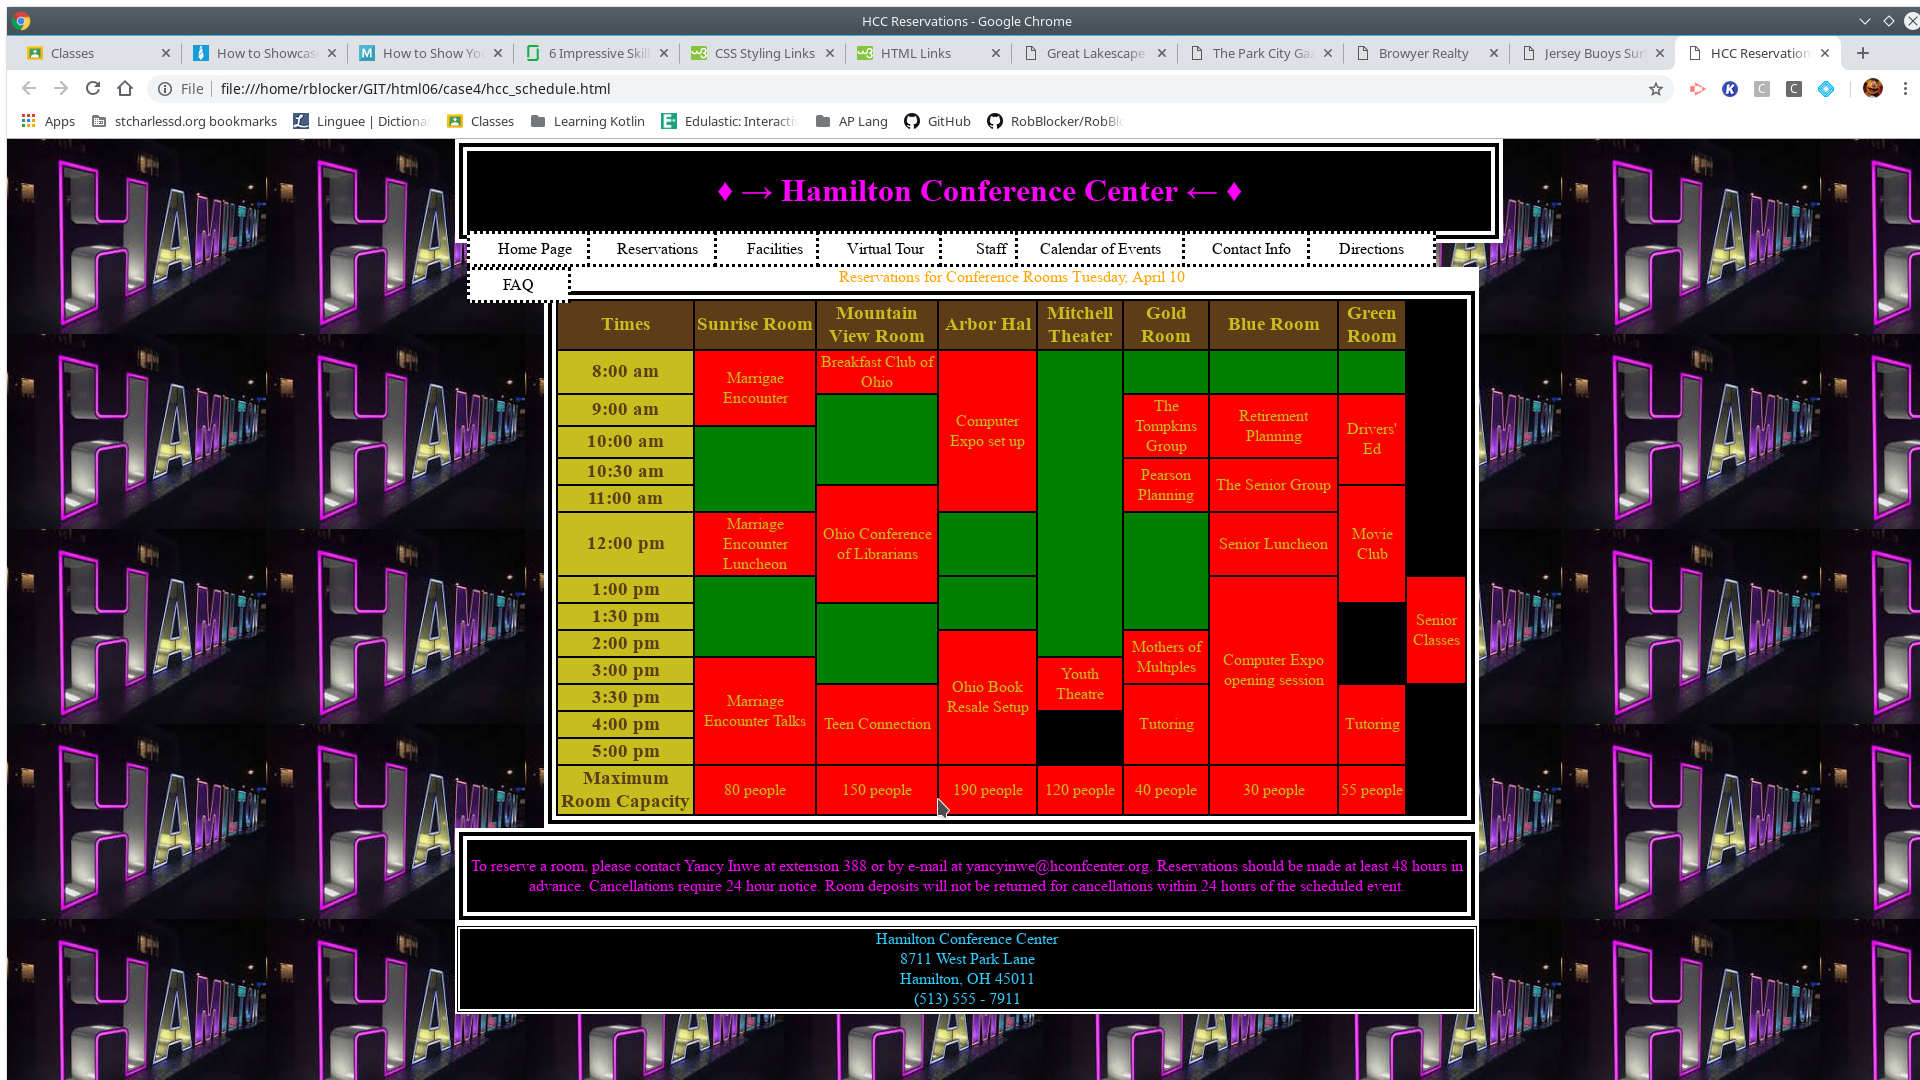 HCC Reservations - Google Chrome
Classes
How to Showcase
How to Show Yo
6 Impressive Skil
CSS Styling Links
HTML Links
Great Lakescape
The Park City Gaz
Browyer Realty
Jersey Buoys Surf
HCC Reservation
File | file:///home/rblocker/GIT/html06/case4/hcc_schedule.html
Apps
stcharlessd.org bookmarks
Linguee | Dictiona
Classes
Learning Kotlin
Edulastic: Interacti
AP Lang
GitHub
RobBlocker/RobBl
♦ → Hamilton Conference Center ← ♦
Home Page Reservations Facilities Virtual Tour Staff Calendar of Events Contact Info Directions
FAQ
Reservations for Conference Rooms Tuesday, April 10
Times Sunrise Room Mountain View Room Arbor Hal Mitchell Theater Gold Room Blue Room Green Room
8:00 am Marrigae Encounter Breakfast Club of Ohio Computer Expo set up
9:00 am The Tompkins Group Retirement Planning Drivers' Ed
10:00 am
10:30 am Pearson Planning The Senior Group
11:00 am Ohio Conference of Librarians Movie Club
12:00 pm Marriage Encounter Luncheon Senior Luncheon
1:00 pm Computer Expo opening session Senior Classes
1:30 pm
2:00 pm Ohio Book Resale Setup Mothers of Multiples
3:00 pm Marriage Encounter Talks Youth Theatre
3:30 pm Teen Connection Tutoring Tutoring
4:00 pm
5:00 pm
Maximum Room Capacity 80 people 150 people 190 people 120 people 40 people 30 people 55 people
To reserve a room, please contact Yancy Inwe at extension 388 or by e-mail at yancyinwe@hconfcenter.org. Reservations should be made at least 48 hours in
advance. Cancellations require 24 hour notice. Room deposits will not be returned for cancellations within 24 hours of the scheduled event.
Hamilton Conference Center
8711 West Park Lane
Hamilton, OH 45011
(513) 555 - 7911
HAMILTON